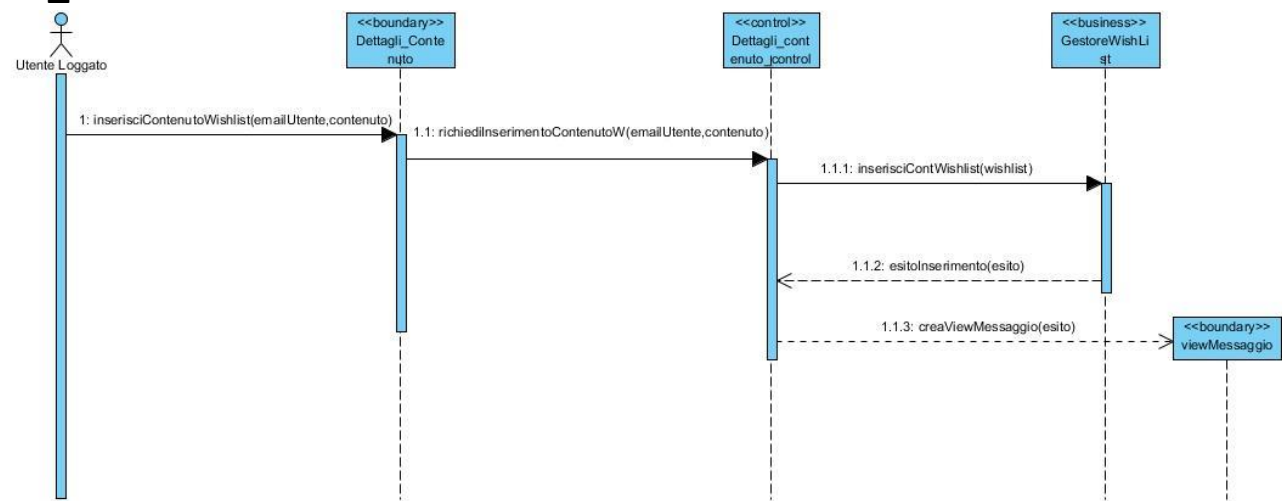 <<boundary>>
Dettagli_Conte
nuto
<<control>>
Dettagli_cont
enuto_control
<<business>>
GestoreWishLi
st
Utente Loggato
1: inserisciContenutoWishlist(emailUtente,contenuto)
1.1: richiediInserimentoContenutoW(emailUtente,contenuto)
1.1.1: inserisciContWishlist(wishlist)
1.1.2: esitoInserimento(esito)
1.1.3: creaViewMessaggio(esito)
<<boundary>>
viewMessaggio